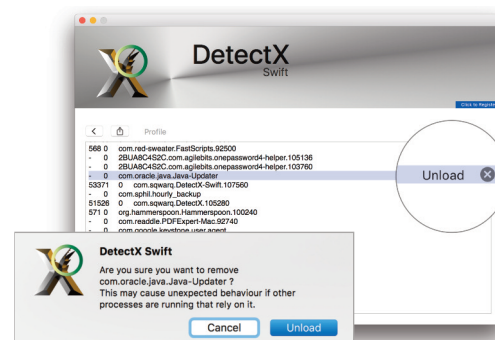 DetectX
Swift
Click to Register
Profile
568 0 com.red-sweater.FastScripts.92500
- 0 2BUA8C4S2C.com.agilebits.onepassword4-helper.105136
- 0 2BUA8C4S2C.com.agilebits.onepassword4-helper.103760
- 0 com.oracle.java.Java-Updater
53371 0 com.sqwarq.DetectX-Swift.107560
- 0 com.sphil.hourly_backup
51526 0 com.sqwarq.DetectX.105280
571 0 org.hammerspoon.Hammerspoon.100240
- 0 com.readdle.PDFExpert-Mac.92740
- 0 com.google.keystone.user.agent
Unload
DetectX Swift
Are you sure you want to remove
com.oracle.java.Java-Updater ?
This may cause unexpected behaviour if other
processes are running that rely on it.
Cancel
Unload